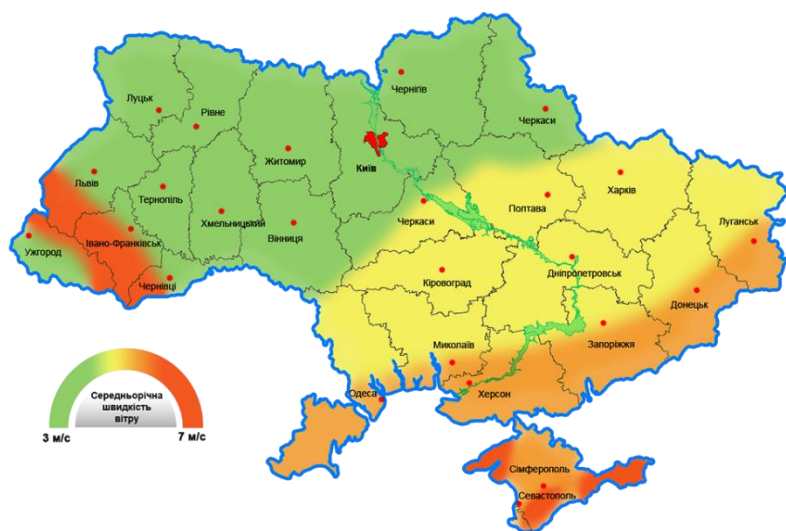 Чернігів
Луцьк
Рівне
Черкаси
Житомир
Київ
Львів
Тернопіль
Хмельницький
Вінниця
Івано-Франківськ
Ужгород
Чернівці
Черкаси
Полтава
Харків
Луганськ
Кіровоград
Дніпропетровськ
Донецьк
Запоріжжя
Миколаїв
Одеса
Херсон
Сімферополь
Севастополь
Середньорічна
швидкість
вітру
3 м/с
7 м/с